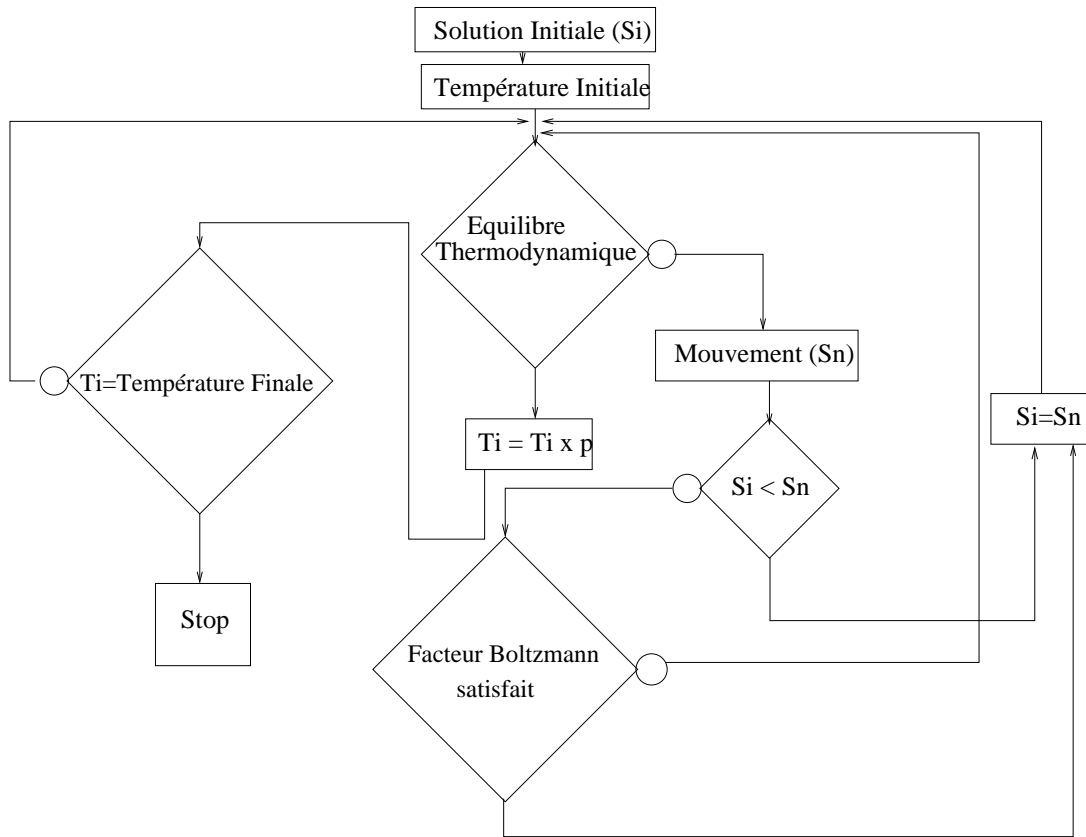 Solution Initiale (Si)
Température Initiale
Equilibre
Thermodynamique
Mouvement (Sn)
Ti=Température Finale
Si=Sn
Ti = Ti x p
Si < Sn
Stop
Facteur Boltzmann
satisfait